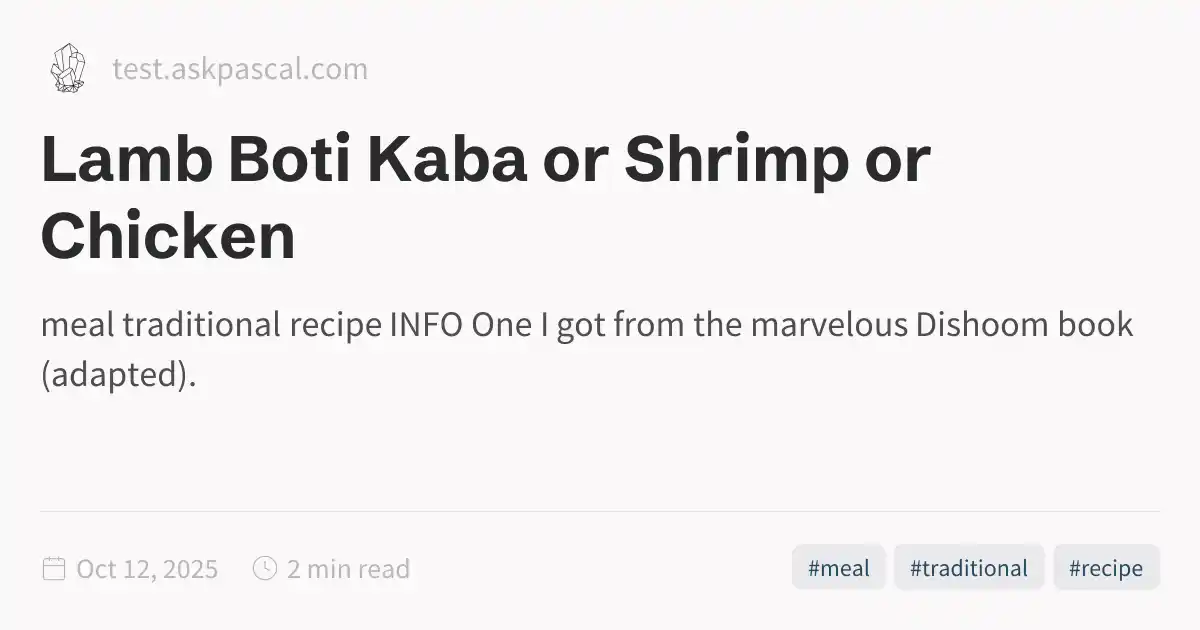 test.askpascal.com
Lamb Boti Kaba or Shrimp or
Chicken
meal traditional recipe INFO One I got from the marvelous Dishoom book
(adapted).
Oct 12, 2025 2 min read #meal #traditional #recipe